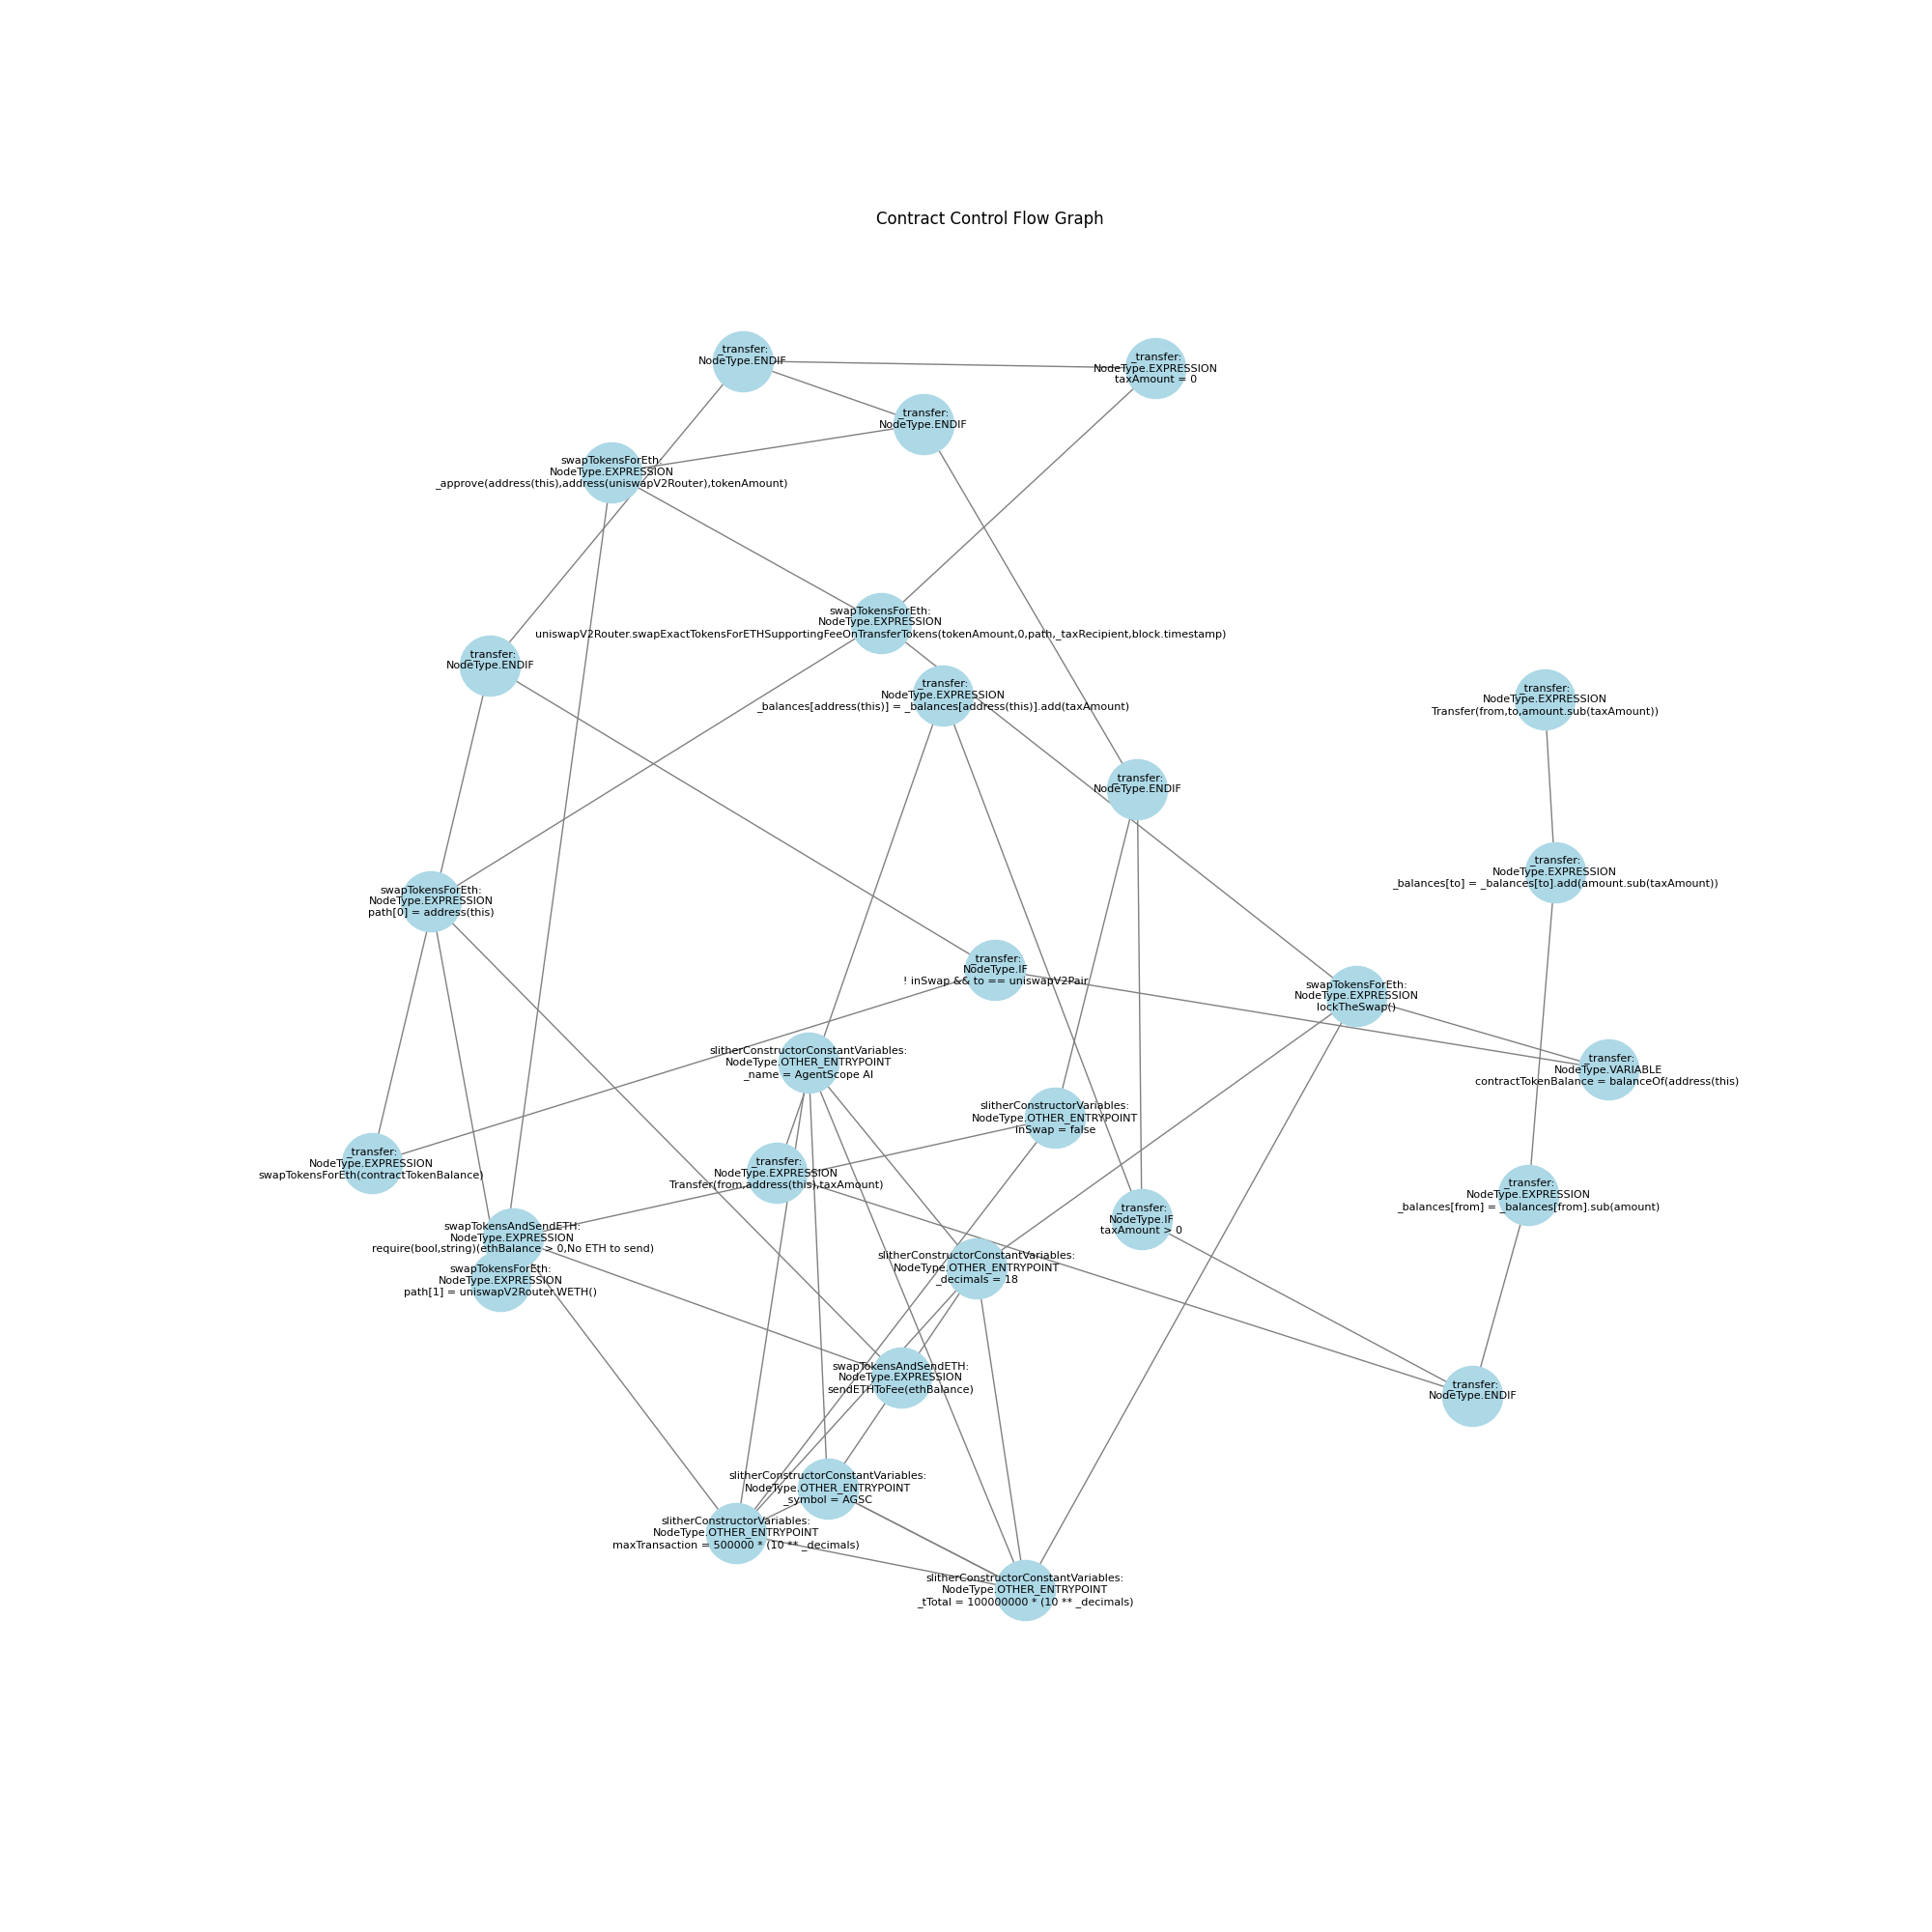 Contract Control Flow Graph
_transfer:
NodeType.ENDIF
_transfer:
NodeType.EXPRESSION
taxAmount = 0
_transfer:
NodeType.ENDIF
swapTokensForEth:
NodeType.EXPRESSION
_approve(address(this),address(uniswapV2Router),tokenAmount)
swapTokensForEth:
NodeType.EXPRESSION
uniswapV2Router.swapExactTokensForETHSupportingFeeOnTransferTokens(tokenAmount,0,path,_taxRecipient,block.timestamp)
_transfer:
NodeType.ENDIF
_transfer:
NodeType.EXPRESSION
_balances[address(this)] = _balances[address(this)].add(taxAmount)
_transfer:
NodeType.EXPRESSION
Transfer(from,to,amount.sub(taxAmount))
_transfer:
NodeType.ENDIF
_transfer:
NodeType.EXPRESSION
_balances[to] = _balances[to].add(amount.sub(taxAmount))
swapTokensForEth:
NodeType.EXPRESSION
path[0] = address(this)
_transfer:
NodeType.IF
! inSwap && to == uniswapV2Pair
swapTokensForEth:
NodeType.EXPRESSION
lockTheSwap()
slitherConstructorConstantVariables:
NodeType.OTHER_ENTRYPOINT
_name = AgentScope AI
_transfer:
NodeType.VARIABLE
contractTokenBalance = balanceOf(address(this)
slitherConstructorVariables:
NodeType.OTHER_ENTRYPOINT
inSwap = false
_transfer:
NodeType.EXPRESSION
swapTokensForEth(contractTokenBalance)
_transfer:
NodeType.EXPRESSION
Transfer(from,address(this),taxAmount)
_transfer:
NodeType.EXPRESSION
_balances[from] = _balances[from].sub(amount)
_transfer:
NodeType.IF
taxAmount > 0
swapTokensAndSendETH:
NodeType.EXPRESSION
require(bool,string)(ethBalance > 0,No ETH to send)
slitherConstructorConstantVariables:
NodeType.OTHER_ENTRYPOINT
_decimals = 18
swapTokensForEth:
NodeType.EXPRESSION
path[1] = uniswapV2Router.WETH()
swapTokensAndSendETH:
NodeType.EXPRESSION
sendETHToFee(ethBalance)
_transfer:
NodeType.ENDIF
slitherConstructorConstantVariables:
NodeType.OTHER_ENTRYPOINT
_symbol = AGSC
slitherConstructorVariables:
NodeType.OTHER_ENTRYPOINT
maxTransaction = 500000 * (10 ** _decimals)
slitherConstructorConstantVariables:
NodeType.OTHER_ENTRYPOINT
_tTotal = 100000000 * (10 ** _decimals)